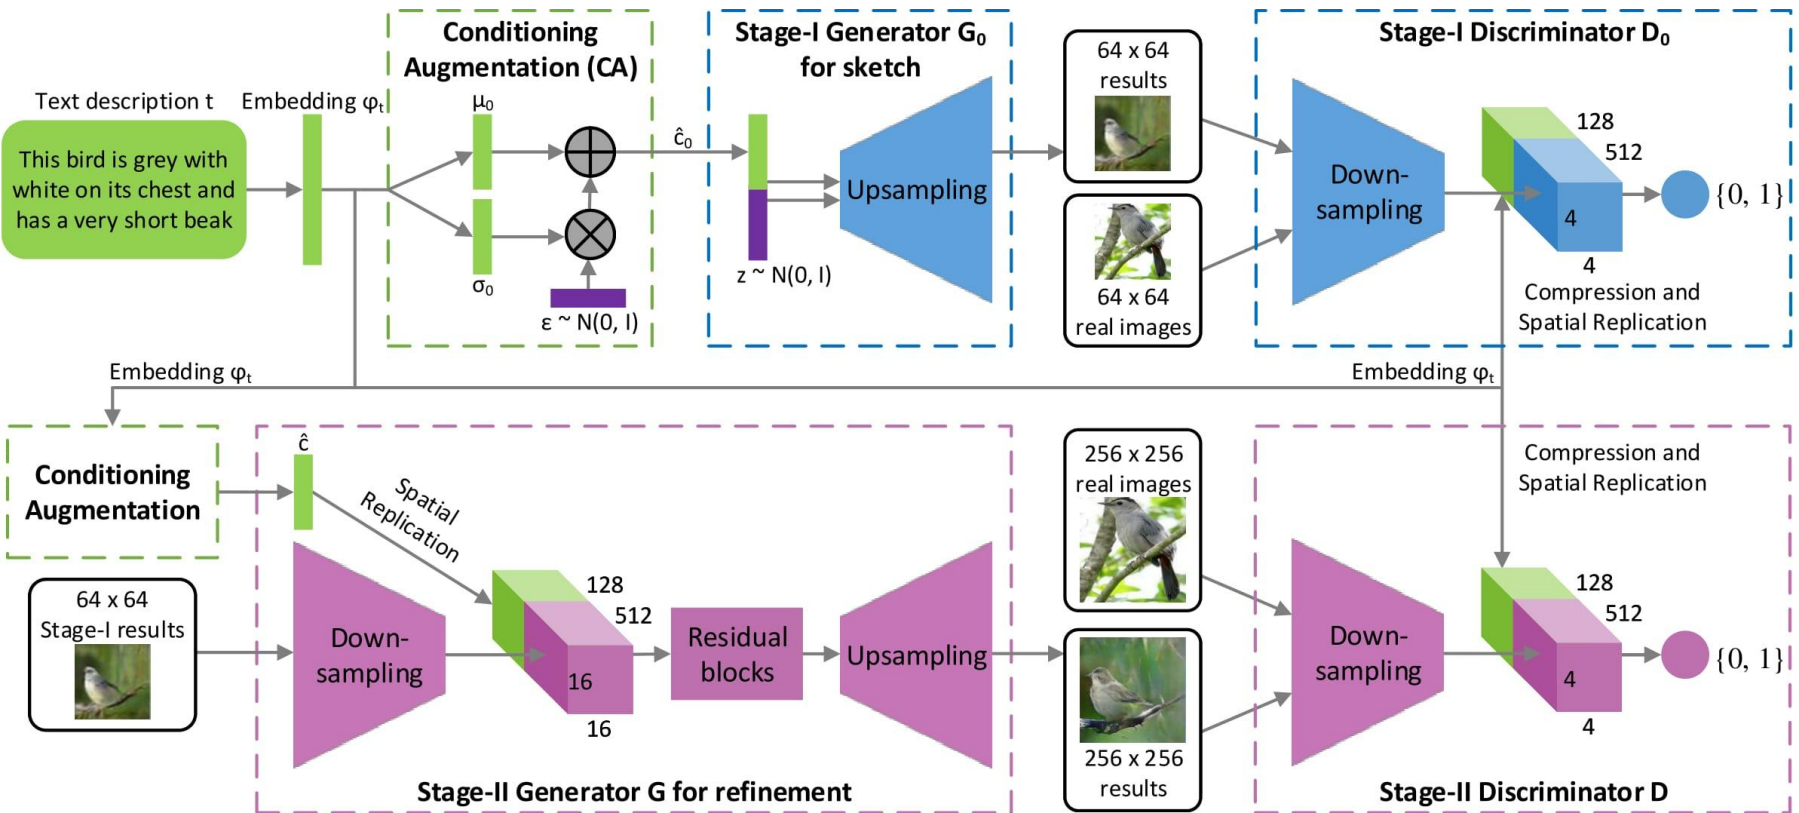 Conditioning
Augmentation (CA)
Stage-I Generator G₀
for sketch
Stage-I Discriminator D₀
Text description t
Embedding φₜ
This bird is grey with
white on its chest and
has a very short beak
μ₀
σ₀
ε ~ N(0, I)
ĉ₀
z ~ N(0, I)
Upsampling
64 x 64
results
64 x 64
real images
Down-
sampling
128
512
4
4
{0, 1}
Compression and
Spatial Replication
Embedding φₜ
Embedding φₜ
Conditioning
Augmentation
ĉ
Spatial
Replication
64 x 64
Stage-I results
Down-
sampling
128
512
16
16
Residual
blocks
Upsampling
Stage-II Generator G for refinement
256 x 256
real images
256 x 256
results
Compression and
Spatial Replication
Down-
sampling
128
512
4
4
{0, 1}
Stage-II Discriminator D